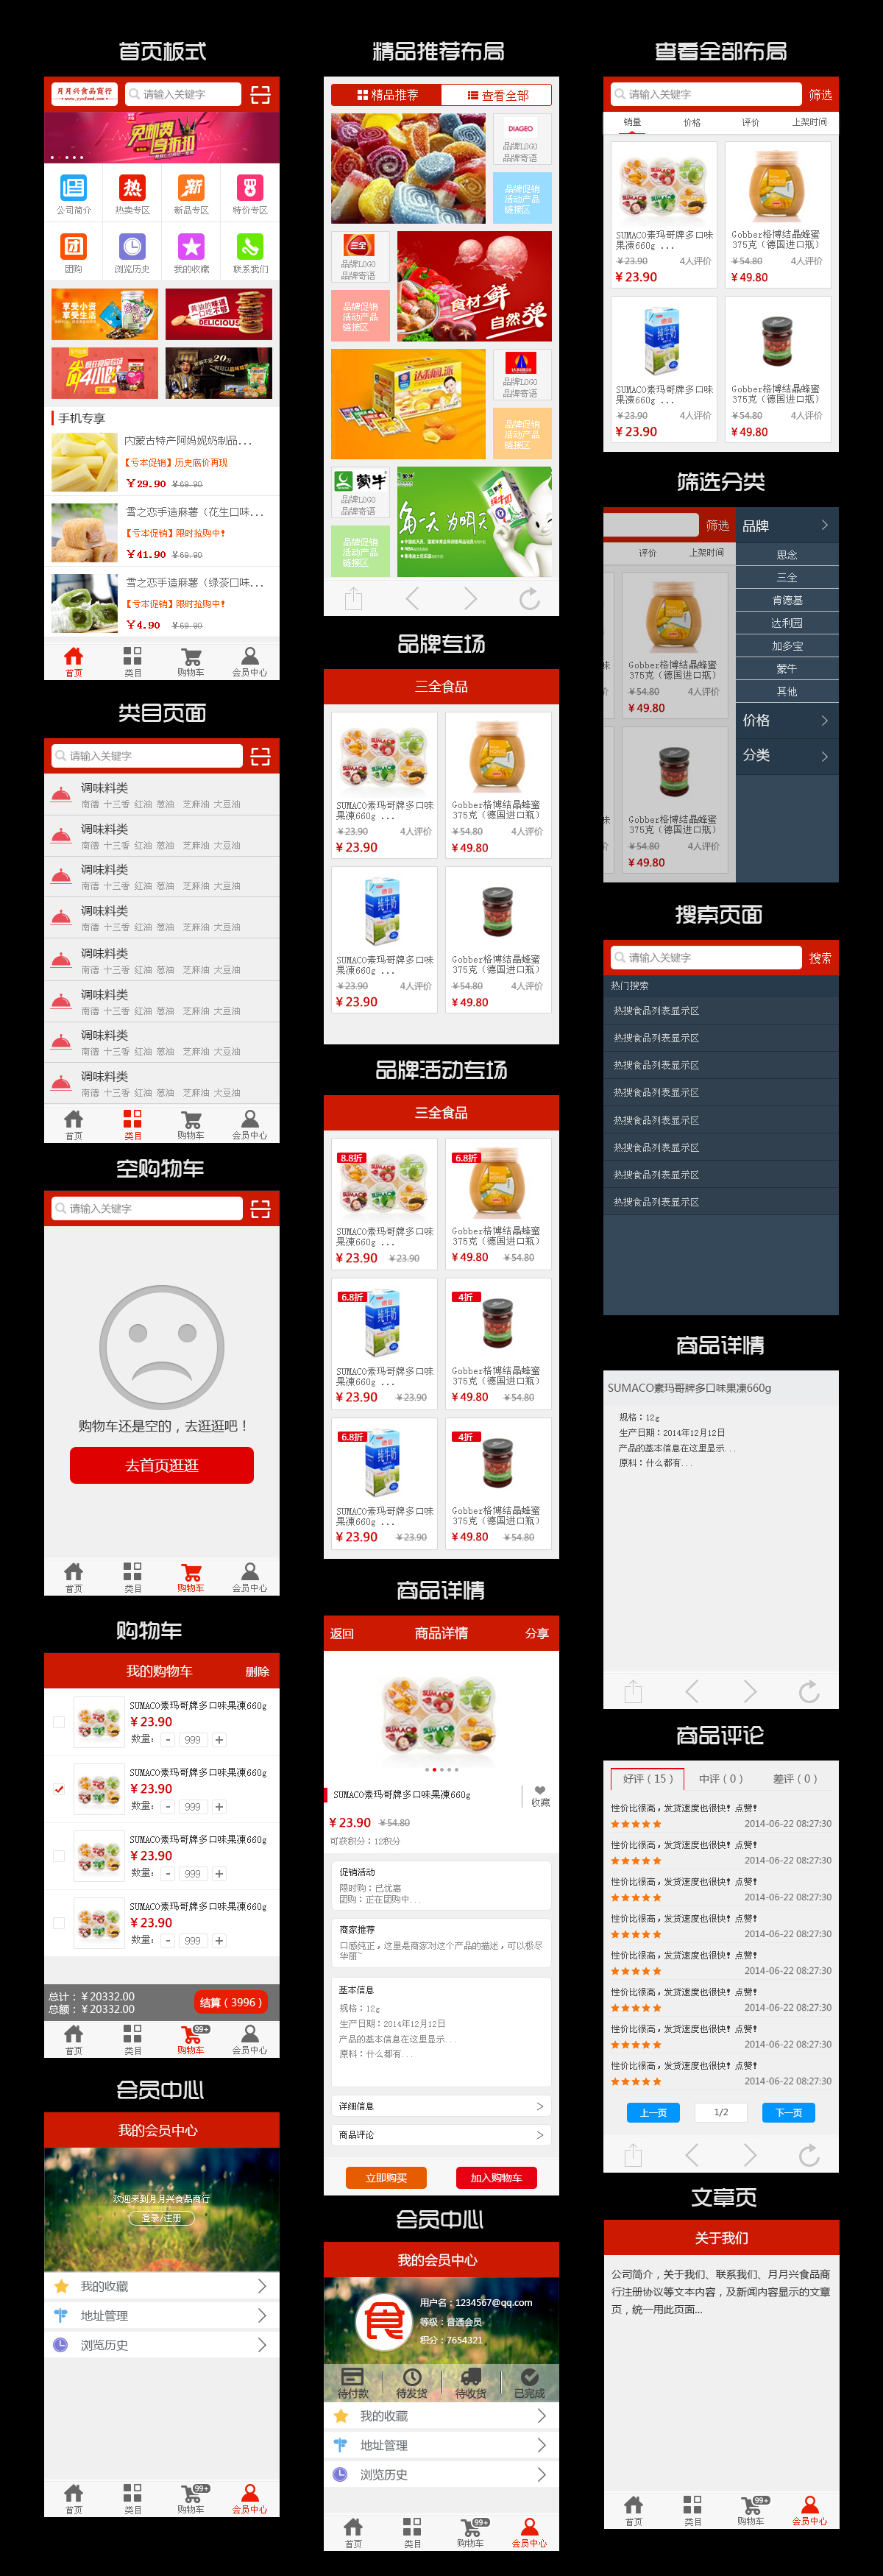 首页板式
月月兴食品商行
www.yyxfood.com
请输入关键字
免邮费
享折扣
公司简介
热
热卖专区
新
新品专区
特价专区
团
团购
浏览历史
我的收藏
联系我们
享受小资
享受生活
黄油的味道
口吃不够
DELICIOUS
手机专享
内蒙古特产阿妈妮奶制品...
【亏本促销】历史底价再现
¥29.90 ¥69.90
雪之恋手造麻薯（花生口味...
【亏本促销】限时抢购中!
¥41.90 ¥69.90
雪之恋手造麻薯（绿茶口味...
【亏本促销】限时抢购中!
¥4.90 ¥69.90
首页 类目 购物车 会员中心
类目页面
请输入关键字
调味料类
南德 十三香 红油 葱油 芝麻油 大豆油
调味料类
南德 十三香 红油 葱油 芝麻油 大豆油
调味料类
南德 十三香 红油 葱油 芝麻油 大豆油
调味料类
南德 十三香 红油 葱油 芝麻油 大豆油
调味料类
南德 十三香 红油 葱油 芝麻油 大豆油
调味料类
南德 十三香 红油 葱油 芝麻油 大豆油
调味料类
南德 十三香 红油 葱油 芝麻油 大豆油
调味料类
南德 十三香 红油 葱油 芝麻油 大豆油
首页 类目 购物车 会员中心
空购物车
请输入关键字
购物车还是空的，去逛逛吧！
去首页逛逛
首页 类目 购物车 会员中心
购物车
我的购物车 删除
SUMACO素玛哥牌多口味果凍660g
¥23.90
数量： - 999 +
SUMACO素玛哥牌多口味果凍660g
¥23.90
数量： - 999 +
SUMACO素玛哥牌多口味果凍660g
¥23.90
数量： - 999 +
SUMACO素玛哥牌多口味果凍660g
¥23.90
数量： - 999 +
总计：¥20332.00
总额：¥20332.00
结算（3996）
99+
首页 类目 购物车 会员中心
会员中心
我的会员中心
欢迎来到月月兴食品商行
登录/注册
我的收藏
地址管理
浏览历史
99+
首页 类目 购物车 会员中心
精品推荐布局
精品推荐 查看全部
DIAGEO
品牌LOGO
品牌寄语
品牌促销
活动产品
链接区
三全
品牌LOGO
品牌寄语
品牌促销
活动产品
链接区
食材鲜
自然强
达利园派
品牌LOGO
品牌寄语
品牌促销
活动产品
链接区
蒙牛
品牌LOGO
品牌寄语
品牌促销
活动产品
链接区
每一天 为明天
品牌专场
三全食品
SUMACO素玛哥牌多口味
果凍660g ...
¥23.90 4人评价
¥23.90
Gobber格博结晶蜂蜜
375克（德国进口瓶）
¥54.80 4人评价
¥49.80
SUMACO素玛哥牌多口味
果凍660g ...
¥23.90 4人评价
¥23.90
Gobber格博结晶蜂蜜
375克（德国进口瓶）
¥54.80 4人评价
¥49.80
品牌活动专场
三全食品
8.8折
SUMACO素玛哥牌多口味
果凍660g ...
¥23.90 ¥23.90
6.8折
Gobber格博结晶蜂蜜
375克（德国进口瓶）
¥49.80 ¥54.80
6.8折
SUMACO素玛哥牌多口味
果凍660g ...
¥23.90 ¥23.90
4折
Gobber格博结晶蜂蜜
375克（德国进口瓶）
¥49.80 ¥54.80
6.8折
SUMACO素玛哥牌多口味
果凍660g ...
¥23.90 ¥23.90
4折
Gobber格博结晶蜂蜜
375克（德国进口瓶）
¥49.80 ¥54.80
商品详情
返回 商品详情 分享
SUMACO素玛哥牌多口味果凍660g
收藏
¥23.90 ¥54.80
可获积分：12积分
促销活动
限时购：已优惠
团购：正在团购中...
商家推荐
口感纯正，这里是商家对这个产品的描述，可以极尽
华丽~
基本信息
规格：12g
生产日期：2014年12月12日
产品的基本信息在这里显示...
原料：什么都有...
详细信息
商品评论
立即购买 加入购物车
会员中心
我的会员中心
食
用户名：1234567@qq.com
等级：普通会员
积分：7654321
待付款 待发货 待收货 已完成
我的收藏
地址管理
浏览历史
99+
首页 类目 购物车 会员中心
查看全部布局
请输入关键字 筛选
销量 价格 评价 上架时间
SUMACO素玛哥牌多口味
果凍660g ...
¥23.90 4人评价
¥23.90
Gobber格博结晶蜂蜜
375克（德国进口瓶）
¥54.80 4人评价
¥49.80
SUMACO素玛哥牌多口味
果凍660g ...
¥23.90 4人评价
¥23.90
Gobber格博结晶蜂蜜
375克（德国进口瓶）
¥54.80 4人评价
¥49.80
筛选分类
筛选
评价 上架时间
味
Gobber格博结晶蜂蜜
375克（德国进口瓶）
¥54.80 4人评价
¥49.80
味
Gobber格博结晶蜂蜜
375克（德国进口瓶）
¥54.80 4人评价
¥49.80
品牌
思念
三全
肯德基
达利园
加多宝
蒙牛
其他
价格
分类
搜索页面
请输入关键字 搜索
热门搜索
热搜食品列表显示区
热搜食品列表显示区
热搜食品列表显示区
热搜食品列表显示区
热搜食品列表显示区
热搜食品列表显示区
热搜食品列表显示区
热搜食品列表显示区
商品详情
SUMACO素玛哥牌多口味果凍660g
规格：12g
生产日期：2014年12月12日
产品的基本信息在这里显示...
原料：什么都有...
商品评论
好评（15） 中评（0） 差评（0）
性价比很高，发货速度也很快！点赞！
2014-06-22 08:27:30
性价比很高，发货速度也很快！点赞！
2014-06-22 08:27:30
性价比很高，发货速度也很快！点赞！
2014-06-22 08:27:30
性价比很高，发货速度也很快！点赞！
2014-06-22 08:27:30
性价比很高，发货速度也很快！点赞！
2014-06-22 08:27:30
性价比很高，发货速度也很快！点赞！
2014-06-22 08:27:30
性价比很高，发货速度也很快！点赞！
2014-06-22 08:27:30
性价比很高，发货速度也很快！点赞！
2014-06-22 08:27:30
上一页 1/2 下一页
文章页
关于我们
公司简介，关于我们、联系我们、月月兴食品商
行注册协议等文本内容，及新闻内容显示的文章
页，统一用此页面...
99+
首页 类目 购物车 会员中心